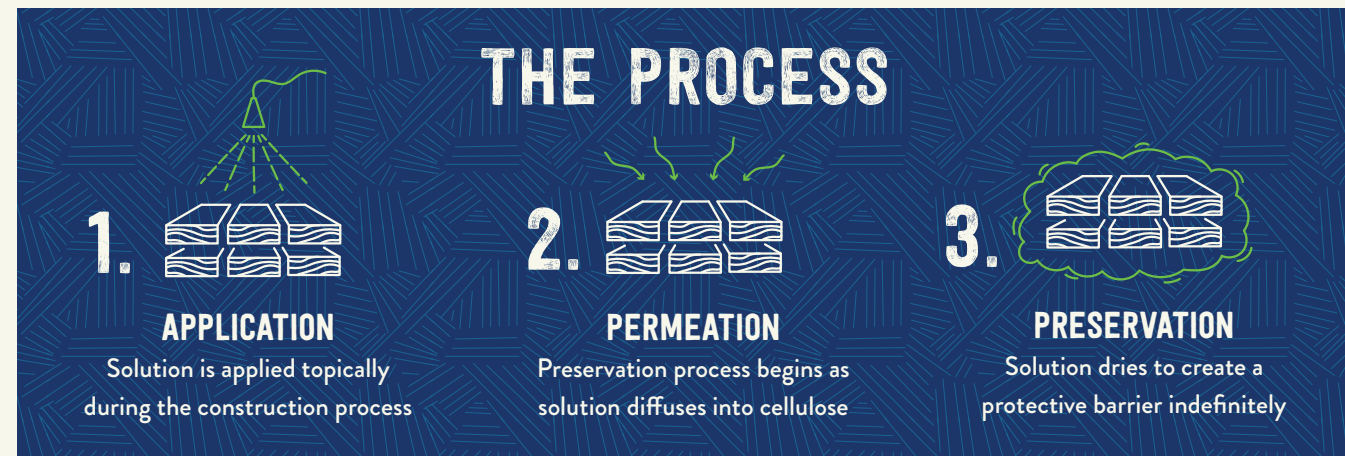 THE PROCESS
1.
APPLICATION
Solution is applied topically
during the construction process
2.
PERMEATION
Preservation process begins as
solution diffuses into cellulose
3.
PRESERVATION
Solution dries to create a
protective barrier indefinitely